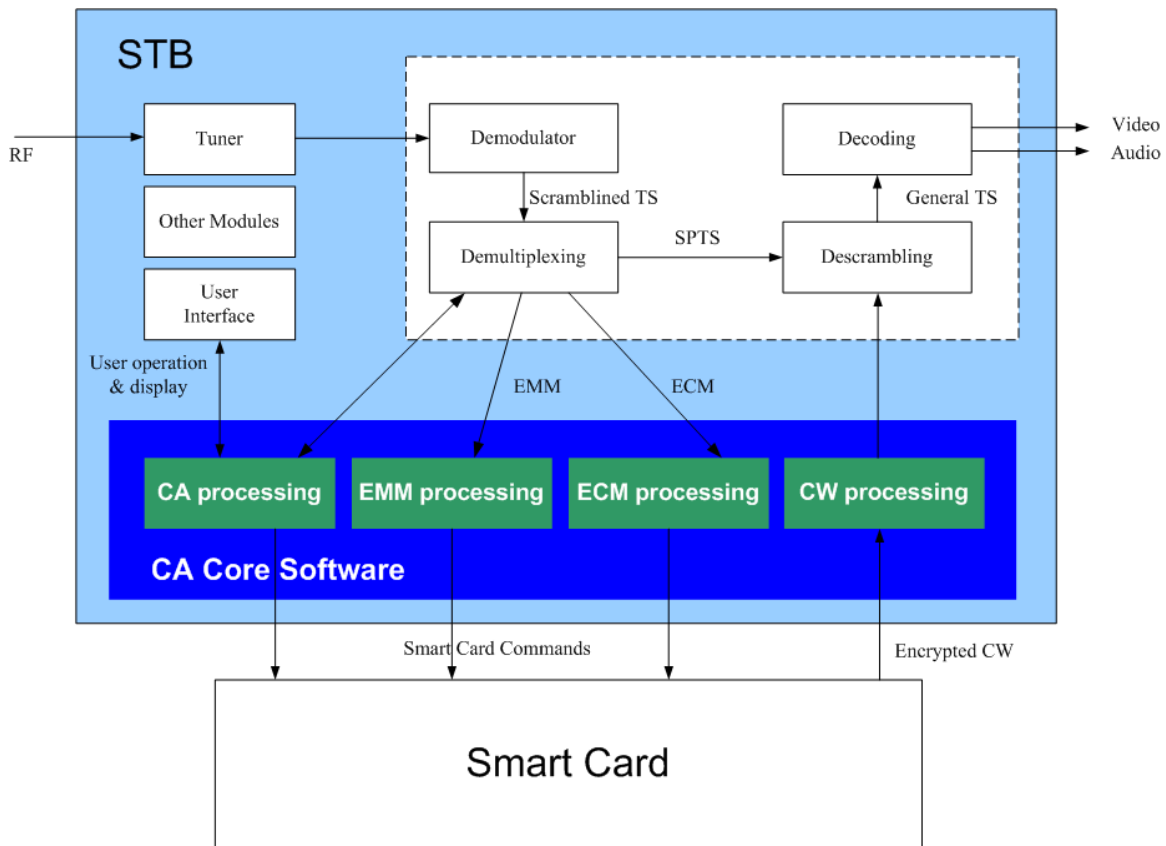 STB
RF
Tuner
Demodulator
Decoding
Video
Audio
Scramblined TS
General TS
Other Modules
Demultiplexing
SPTS
Descrambling
User
Interface
User operation
& display
EMM
ECM
CA processing
EMM processing
ECM processing
CW processing
CA Core Software
Smart Card Commands
Encrypted CW
Smart Card